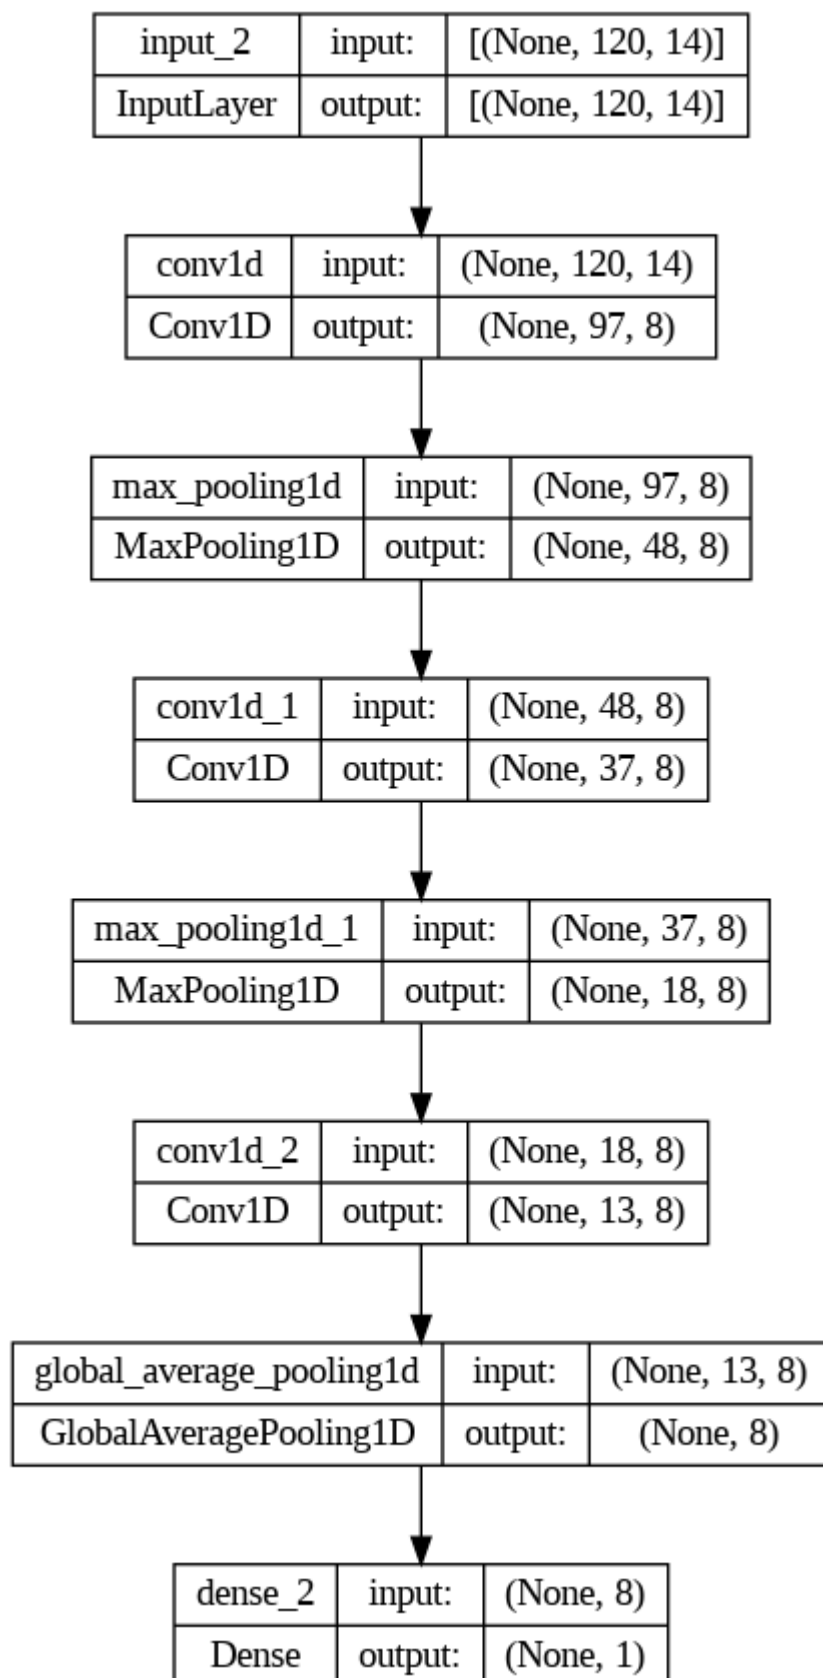 input_2 input: [(None, 120, 14)]
InputLayer output: [(None, 120, 14)]
conv1d input: (None, 120, 14)
Conv1D output: (None, 97, 8)
max_pooling1d input: (None, 97, 8)
MaxPooling1D output: (None, 48, 8)
conv1d_1 input: (None, 48, 8)
Conv1D output: (None, 37, 8)
max_pooling1d_1 input: (None, 37, 8)
MaxPooling1D output: (None, 18, 8)
conv1d_2 input: (None, 18, 8)
Conv1D output: (None, 13, 8)
global_average_pooling1d input: (None, 13, 8)
GlobalAveragePooling1D output: (None, 8)
dense_2 input: (None, 8)
Dense output: (None, 1)